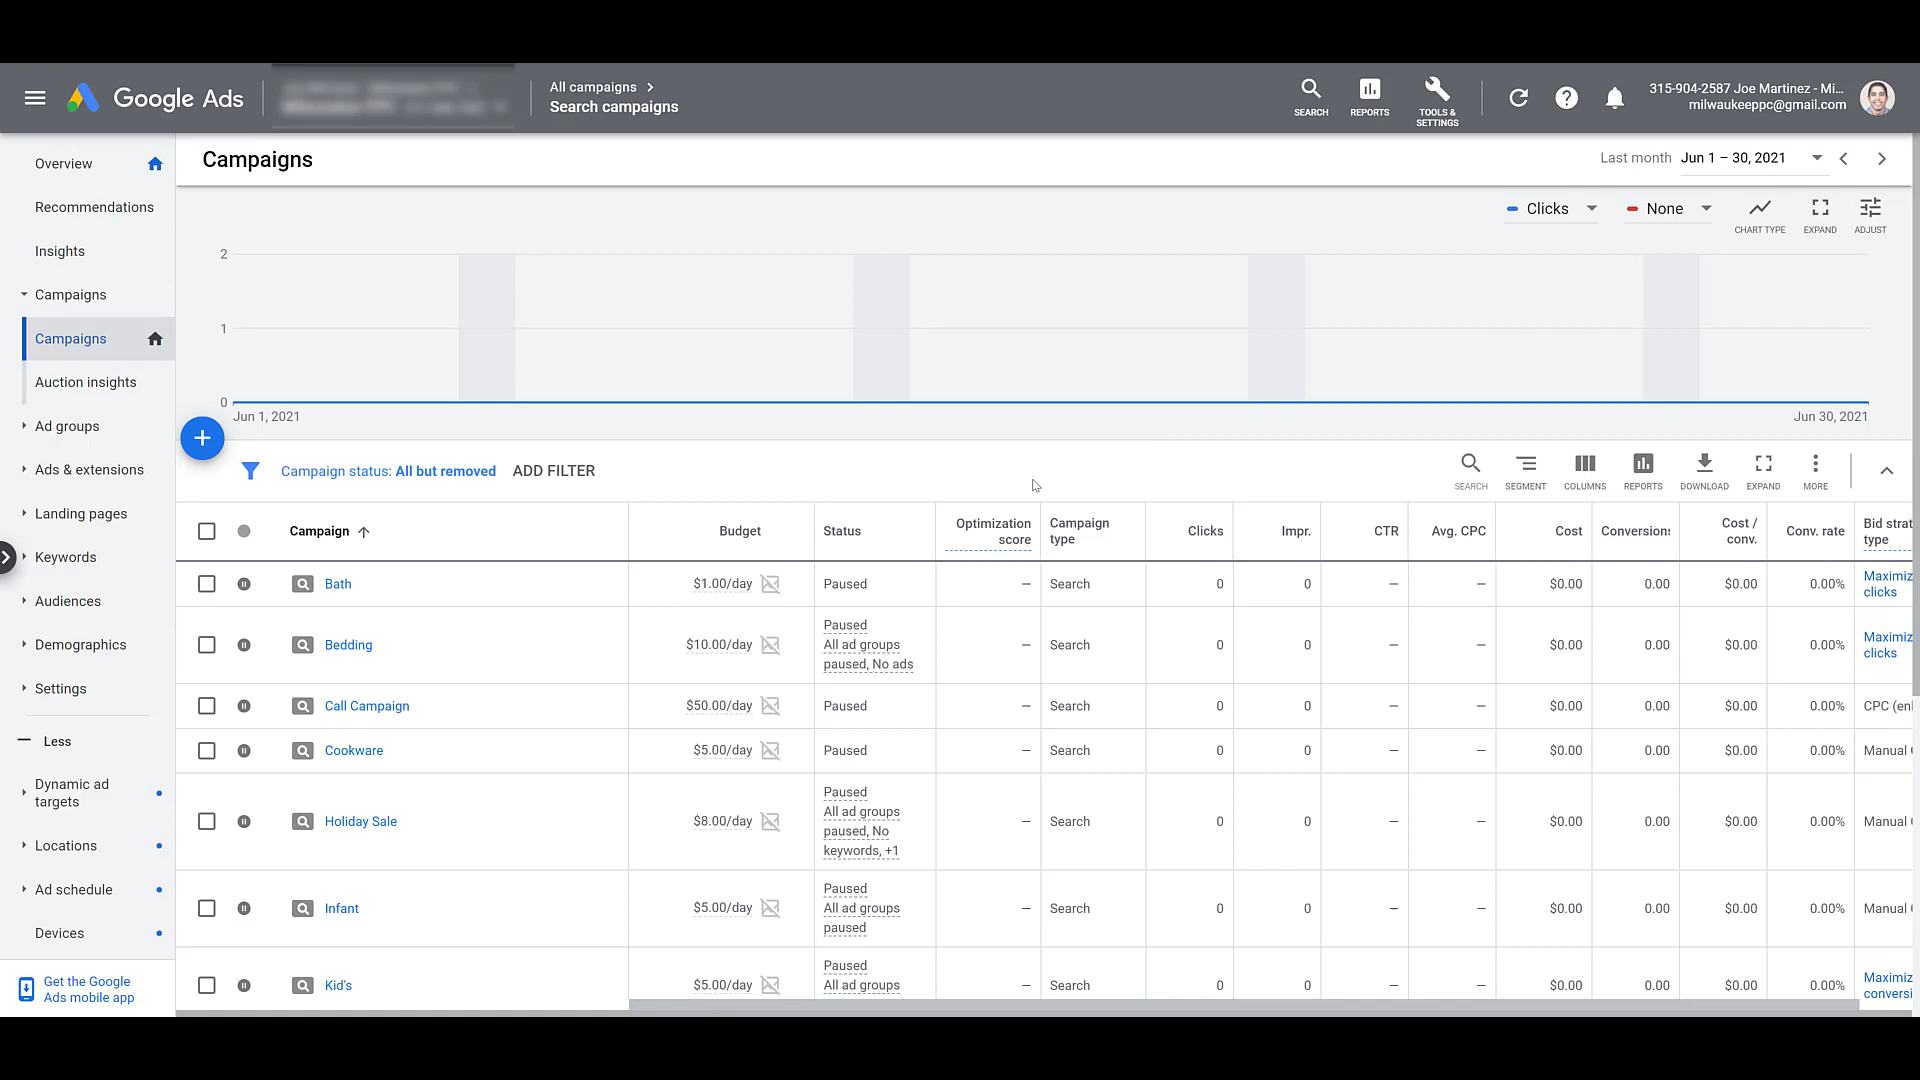 Google Ads
All campaigns
Search campaigns
SEARCH
REPORTS
TOOLS &
SETTINGS
315-904-2587 Joe Martinez - Mi...
milwaukeeppc@gmail.com
Overview
Recommendations
Insights
Campaigns
Campaigns
Auction insights
Ad groups
Ads & extensions
Landing pages
Keywords
Audiences
Demographics
Settings
Less
Dynamic ad
targets
Locations
Ad schedule
Devices
Get the Google
Ads mobile app
Campaigns
Last month Jun 1 – 30, 2021
Clicks
None
CHART TYPE
EXPAND
ADJUST
2
1
0
Jun 1, 2021
Jun 30, 2021
Campaign status: All but removed
ADD FILTER
SEARCH
SEGMENT
COLUMNS
REPORTS
DOWNLOAD
EXPAND
MORE
Campaign
Budget
Status
Optimization
score
Campaign
type
Clicks
Impr.
CTR
Avg. CPC
Cost
Conversions
Cost /
conv.
Conv. rate
Bid strat
type
Bath $1.00/day Paused — Search 0 0 — — $0.00 0.00 $0.00 0.00% Maximiz
clicks
Bedding $10.00/day Paused
All ad groups
paused, No ads
— Search 0 0 — — $0.00 0.00 $0.00 0.00% Maximiz
clicks
Call Campaign $50.00/day Paused — Search 0 0 — — $0.00 0.00 $0.00 0.00% CPC (enl
Cookware $5.00/day Paused — Search 0 0 — — $0.00 0.00 $0.00 0.00% Manual
Holiday Sale $8.00/day Paused
All ad groups
paused, No
keywords, +1
— Search 0 0 — — $0.00 0.00 $0.00 0.00% Manual
Infant $5.00/day Paused
All ad groups
paused
— Search 0 0 — — $0.00 0.00 $0.00 0.00% Manual
Kid's $5.00/day Paused
All ad groups
— Search 0 0 — — $0.00 0.00 $0.00 0.00% Maximiz
conversi